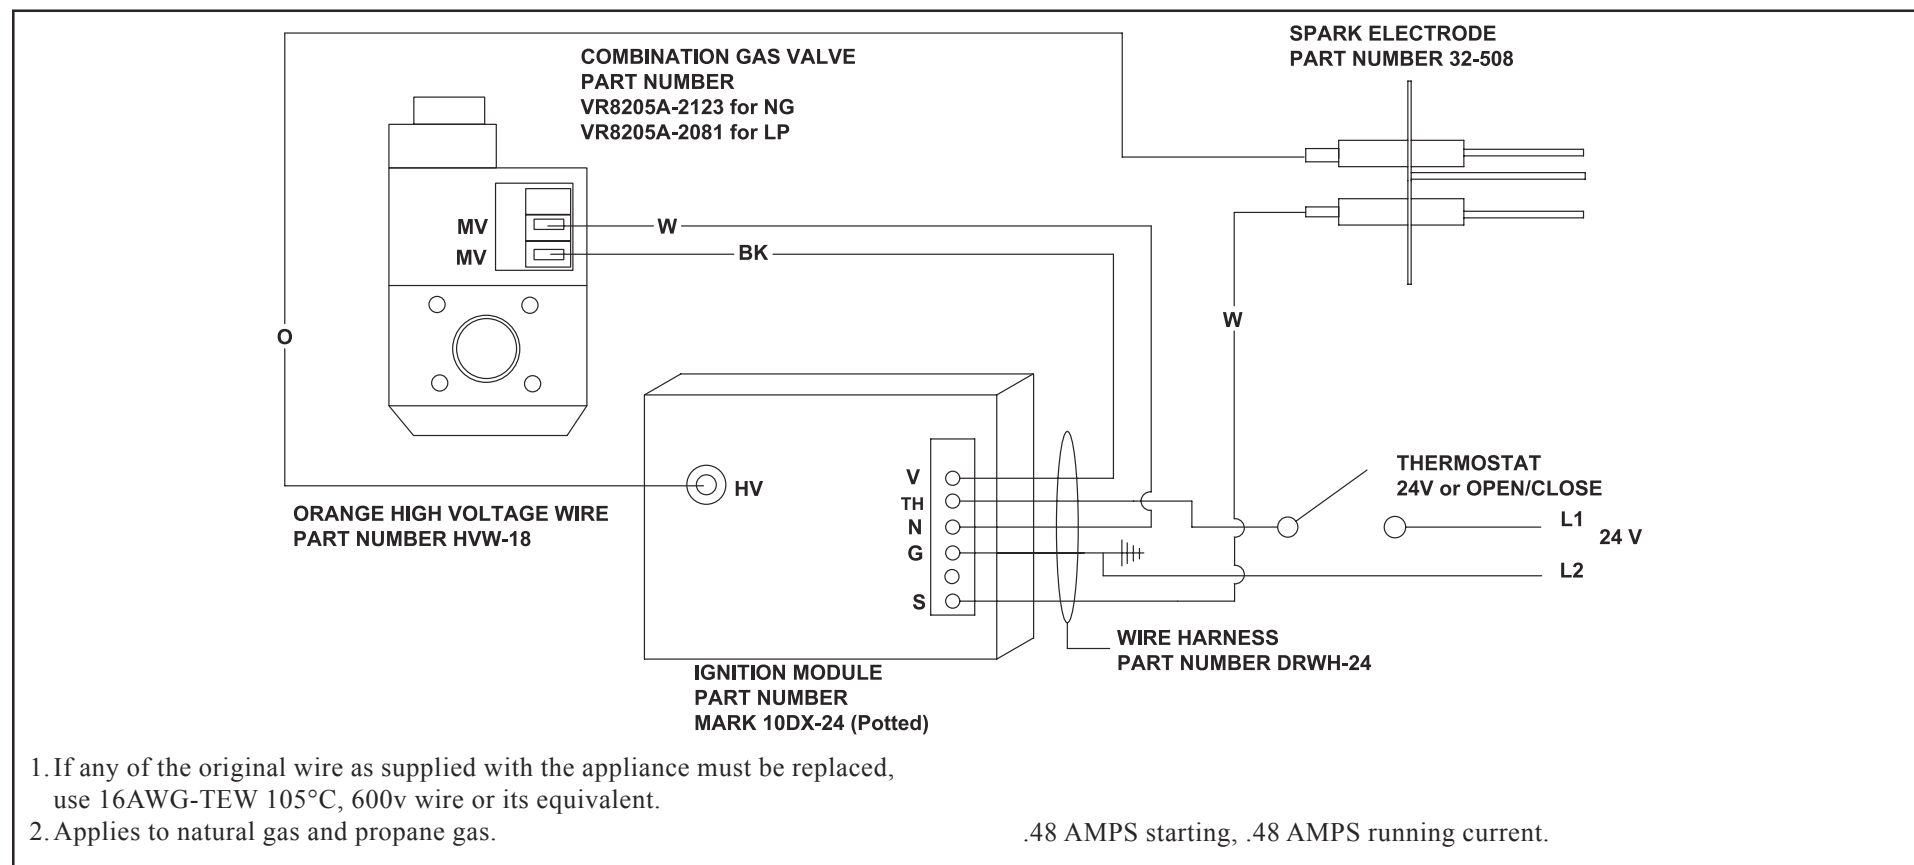 SPARK ELECTRODE
PART NUMBER 32-508
COMBINATION GAS VALVE
PART NUMBER
VR8205A-2123 for NG
VR8205A-2081 for LP
MV
W
MV
BK
O
W
HV
V
TH
N
G
S
ORANGE HIGH VOLTAGE WIRE
PART NUMBER HVW-18
THERMOSTAT
24V or OPEN/CLOSE
L1
24 V
L2
WIRE HARNESS
PART NUMBER DRWH-24
IGNITION MODULE
PART NUMBER
MARK 10DX-24 (Potted)
1. If any of the original wire as supplied with the appliance must be replaced,
use 16AWG-TEW 105°C, 600v wire or its equivalent.
2. Applies to natural gas and propane gas.
.48 AMPS starting, .48 AMPS running current.